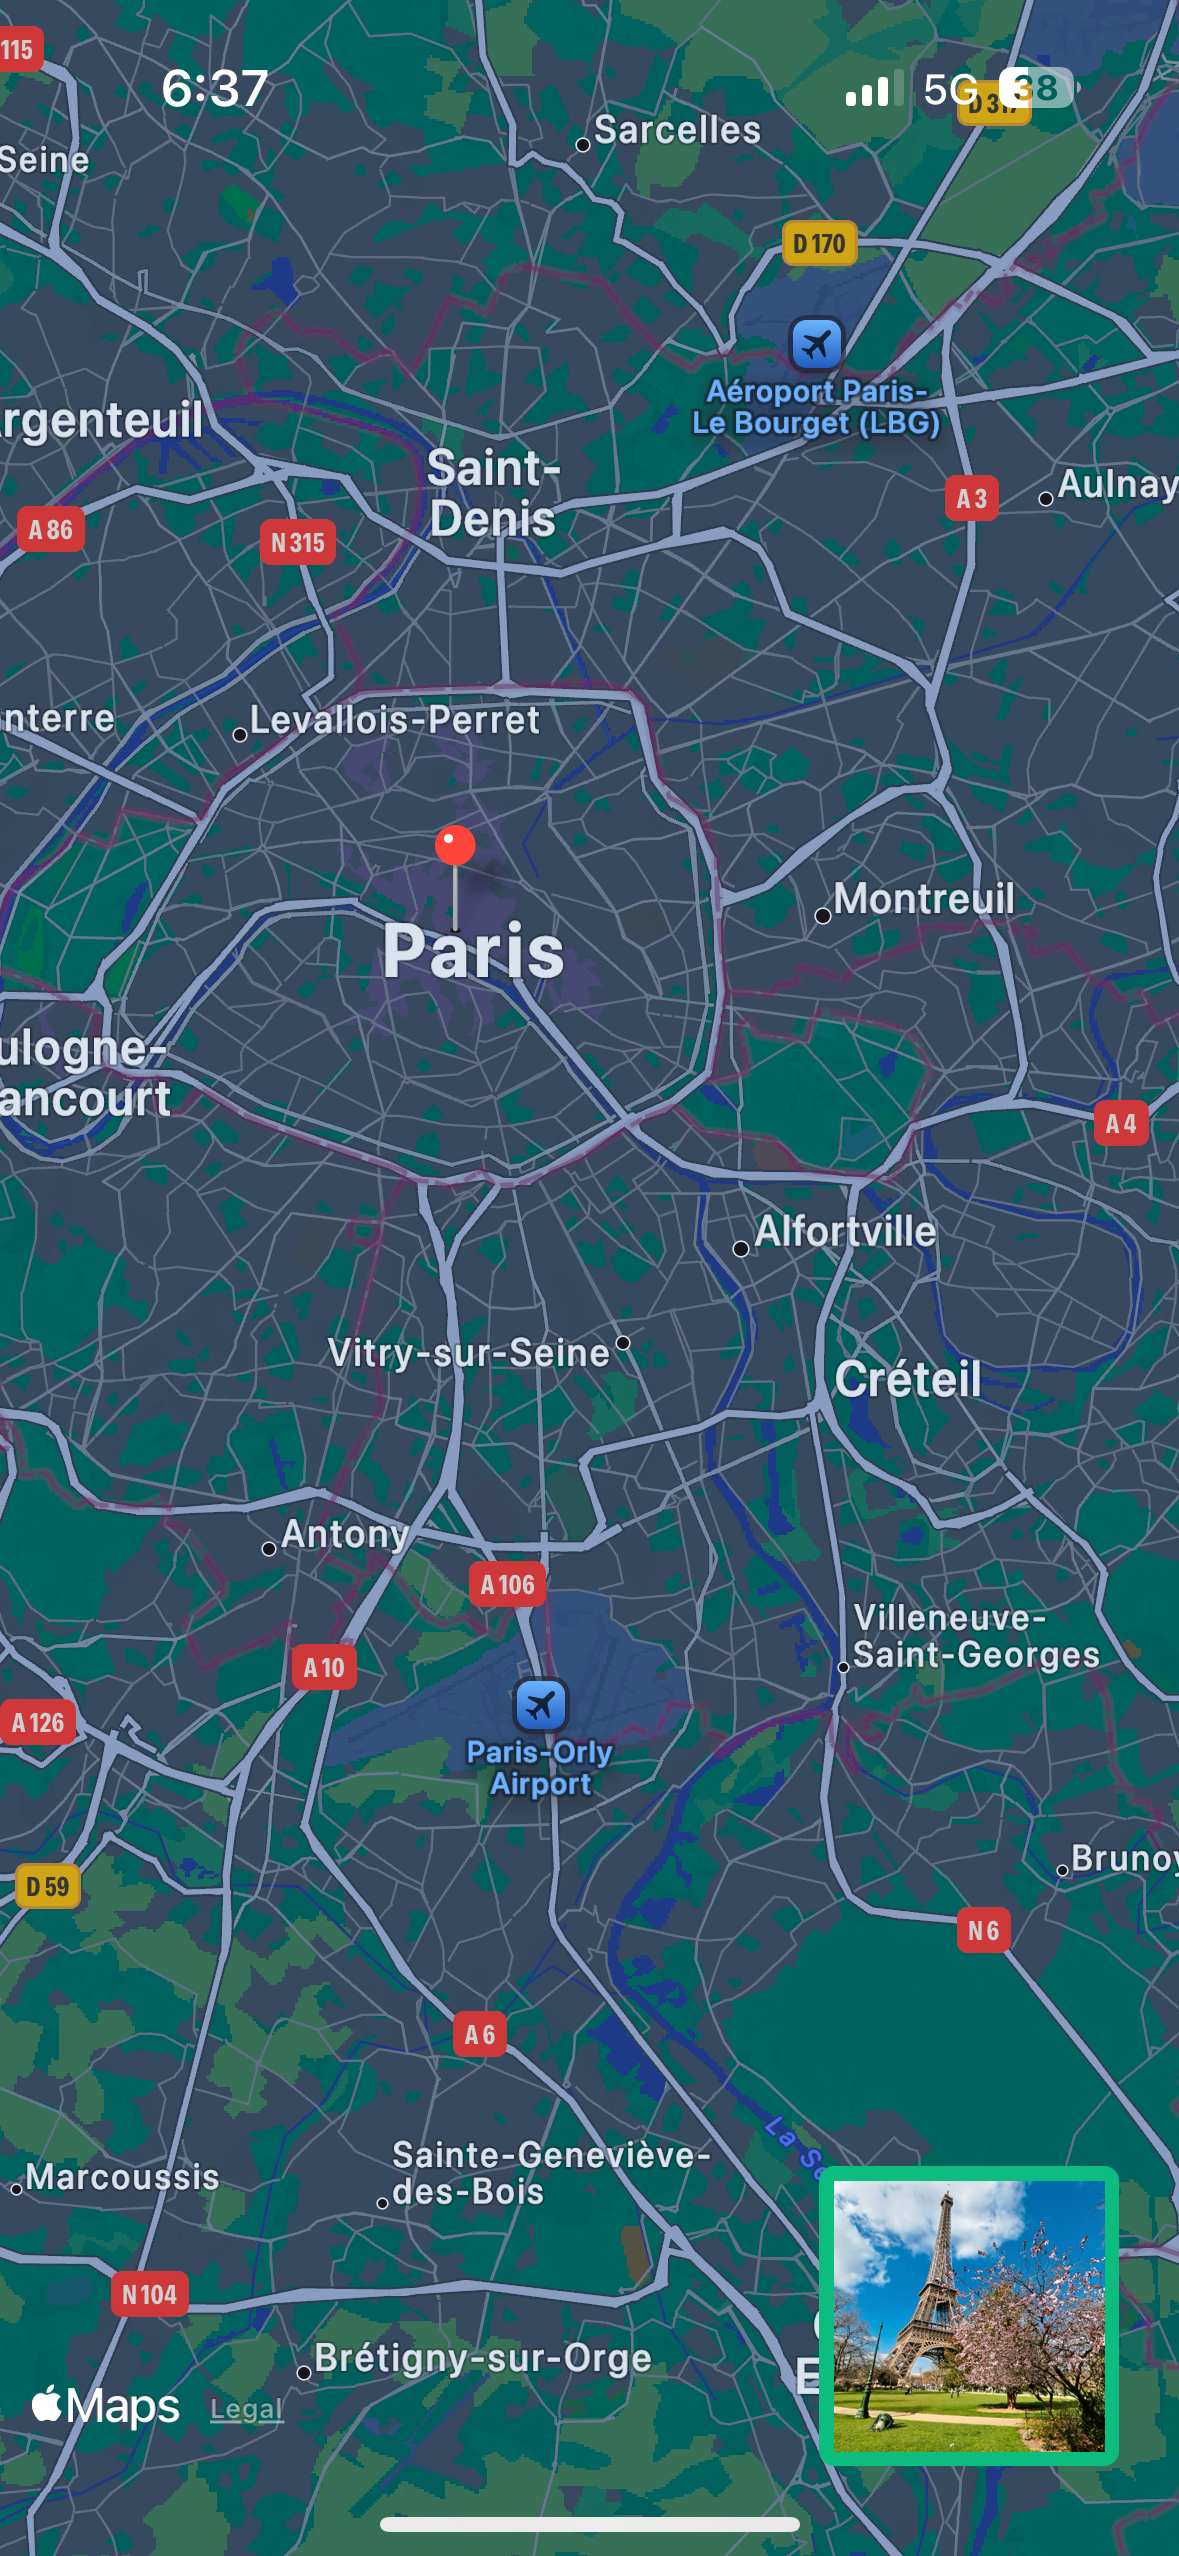 115
6:37
5G
38
D 317
Sarcelles
Seine
D 170
Aéroport Paris-
Le Bourget (LBG)
rgenteuil
Saint-
Denis
A 3
Aulnay
A 86
N 315
nterre
Levallois-Perret
Montreuil
Paris
ulogne-
ancourt
A 4
Alfortville
Vitry-sur-Seine
Créteil
Antony
A 106
Villeneuve-
Saint-Georges
A 10
A 126
Paris-Orly
Airport
Brunoy
D 59
N 6
A 6
La Se
Sainte-Geneviève-
des-Bois
Marcoussis
N 104
Brétigny-sur-Orge
E
Maps
Legal